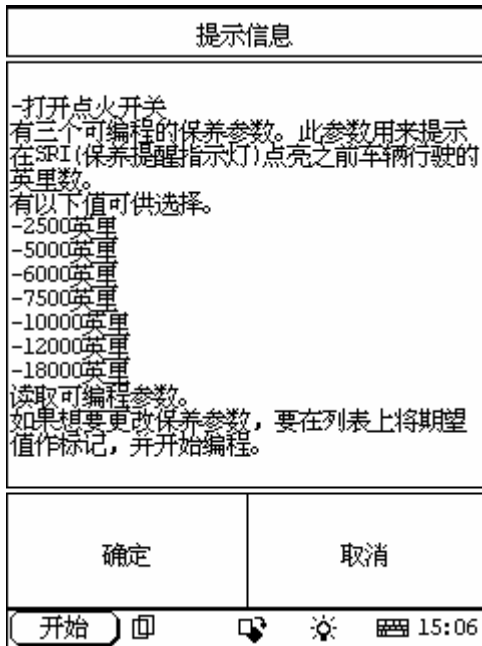 提示信息
-打开点火开关
有三个可编程的保养参数。此参数用来提示
在SRI(保养提醒指示灯)点亮之前车辆行驶的
英里数。
有以下值可供选择。
-2500英里
-5000英里
-6000英里
-7500英里
-10000英里
-12000英里
-18000英里
读取可编程参数。
如果想要更改保养参数，要在列表上将期望
值作标记，并开始编程。
确定
取消
开始
15:06